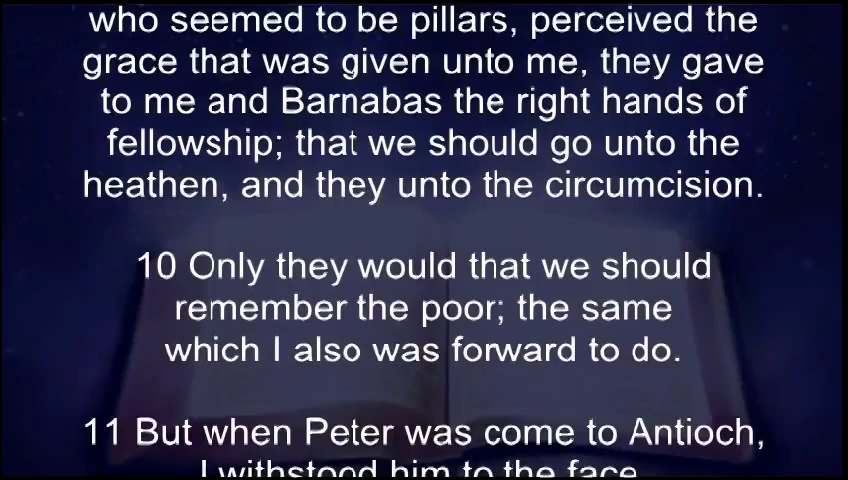 who seemed to be pillars, perceived the
grace that was given unto me, they gave
to me and Barnabas the right hands of
fellowship; that we should go unto the
heathen, and they unto the circumcision.
10 Only they would that we should
remember the poor; the same
which I also was forward to do.
11 But when Peter was come to Antioch,
I withstood him to the face